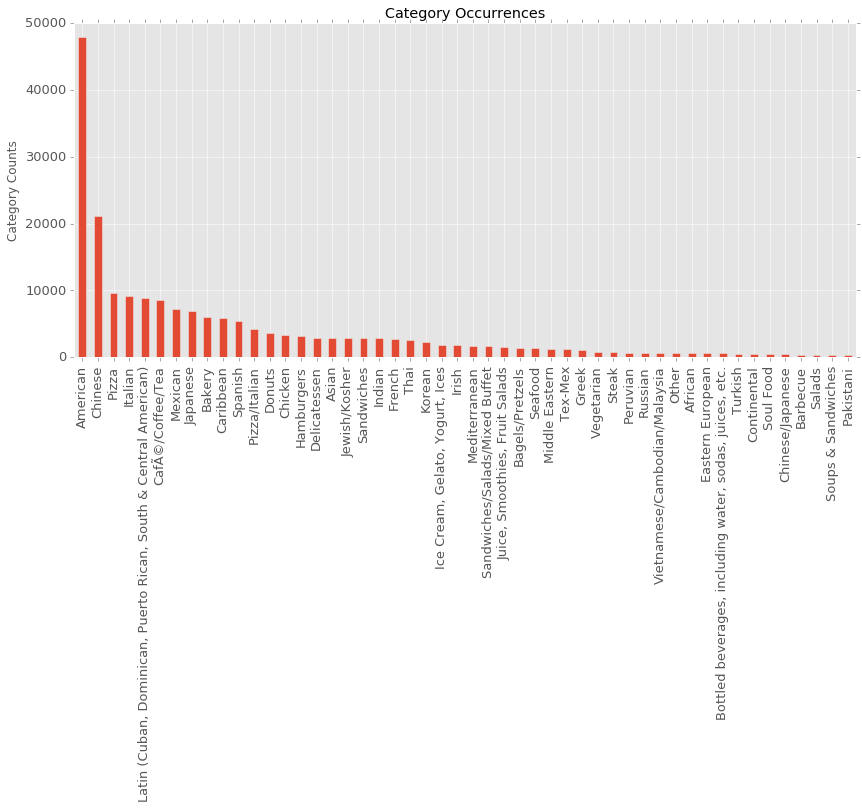 Category Occurrences
Category Counts
50000
40000
30000
20000
10000
0
American
Chinese
Pizza
Italian
Latin (Cuban, Dominican, Puerto Rican, South & Central American)
CafÃ©/Coffee/Tea
Mexican
Japanese
Bakery
Caribbean
Spanish
Pizza/Italian
Donuts
Chicken
Hamburgers
Delicatessen
Asian
Jewish/Kosher
Sandwiches
Indian
French
Thai
Korean
Ice Cream, Gelato, Yogurt, Ices
Irish
Mediterranean
Sandwiches/Salads/Mixed Buffet
Juice, Smoothies, Fruit Salads
Bagels/Pretzels
Seafood
Middle Eastern
Tex-Mex
Greek
Vegetarian
Steak
Peruvian
Russian
Vietnamese/Cambodian/Malaysia
Other
African
Eastern European
Bottled beverages, including water, sodas, juices, etc.
Turkish
Continental
Soul Food
Chinese/Japanese
Barbecue
Salads
Soups & Sandwiches
Pakistani